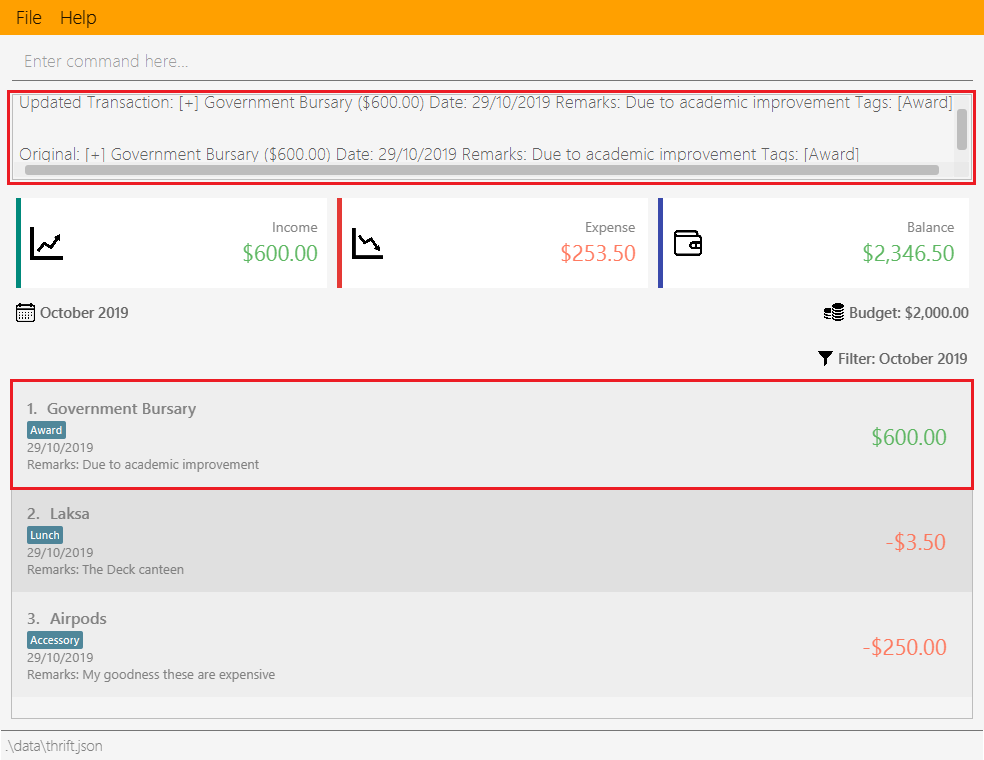 File Help
Enter command here...
Updated Transaction: [+] Government Bursary ($600.00) Date: 29/10/2019 Remarks: Due to academic improvement Tags: [Award]
Original: [+] Government Bursary ($600.00) Date: 29/10/2019 Remarks: Due to academic improvement Tags: [Award]
Income
$600.00
Expense
$253.50
Balance
$2,346.50
October 2019
Budget: $2,000.00
Filter: October 2019
1. Government Bursary
Award
29/10/2019
Remarks: Due to academic improvement
$600.00
2. Laksa
Lunch
29/10/2019
Remarks: The Deck canteen
-$3.50
3. Airpods
Accessory
29/10/2019
Remarks: My goodness these are expensive
-$250.00
.\data\thrift.json